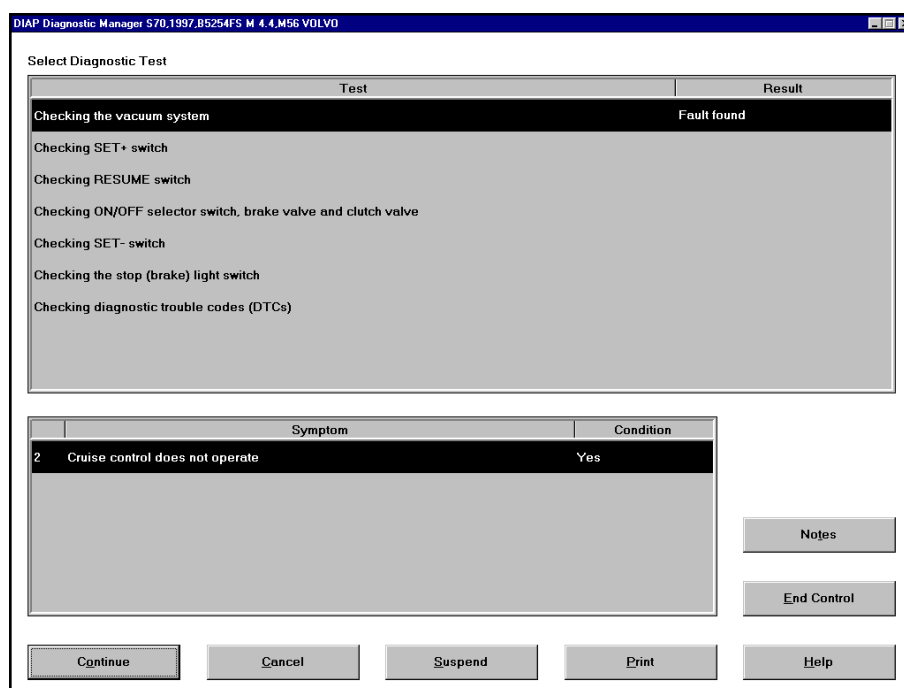 DIAP Diagnostic Manager S70,1997,B5254FS M 4.4,M56 VOLVO
Select Diagnostic Test
Test Result
Checking the vacuum system Fault found
Checking SET+ switch
Checking RESUME switch
Checking ON/OFF selector switch, brake valve and clutch valve
Checking SET- switch
Checking the stop (brake) light switch
Checking diagnostic trouble codes (DTCs)
Symptom Condition
2 Cruise control does not operate Yes
Notes
End Control
Continue Cancel Suspend Print Help